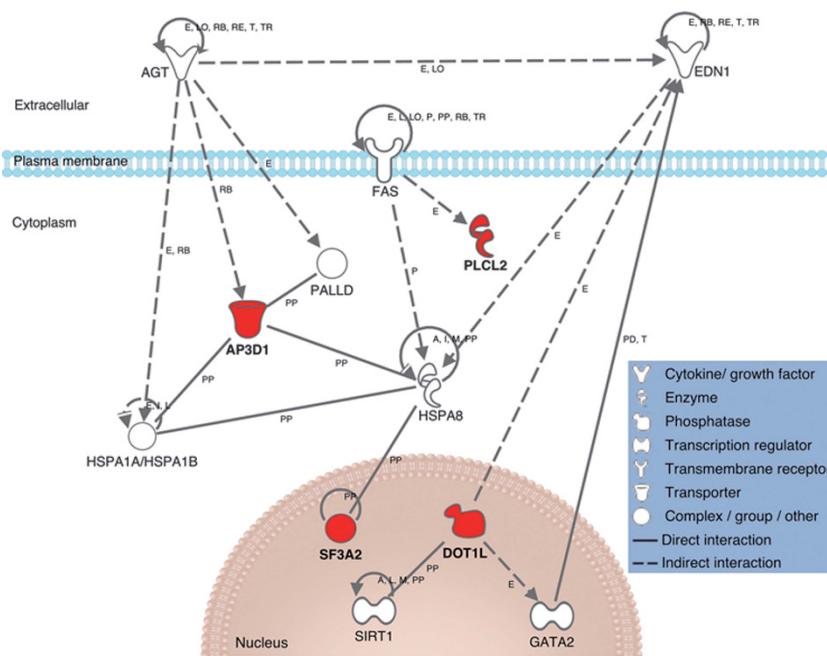 E, LO, RB, RE, T, TR
E, RB, RE, T, TR
AGT
E, LO
EDN1
Extracellular
E, L, LO, P, PP, RB, TR
Plasma membrane
E
RB
FAS
E
Cytoplasm
E
E, RB
PLCL2
P
PALLD
E
PP
AP3D1
A, I, M, PP
PD, T
PP
PP
Cytokine/ growth factor
Enzyme
HSPA8
PP
Phosphatase
Transcription regulator
HSPA1A/HSPA1B
PP
Transmembrane recepto
Transporter
PP
Complex / group / other
Direct interaction
SF3A2
DOT1L
Indirect interaction
PP
A, L, M, PP
E
SIRT1
GATA2
Nucleus